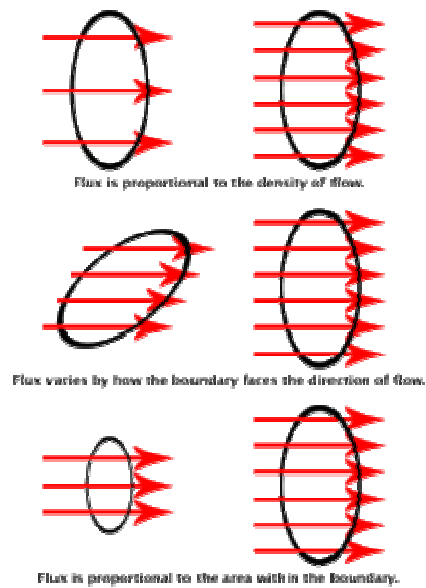 Flux is proportional to the density of flow.
Flux varies by how the boundary faces the direction of flow.
Flux is proportional to the area within the boundary.